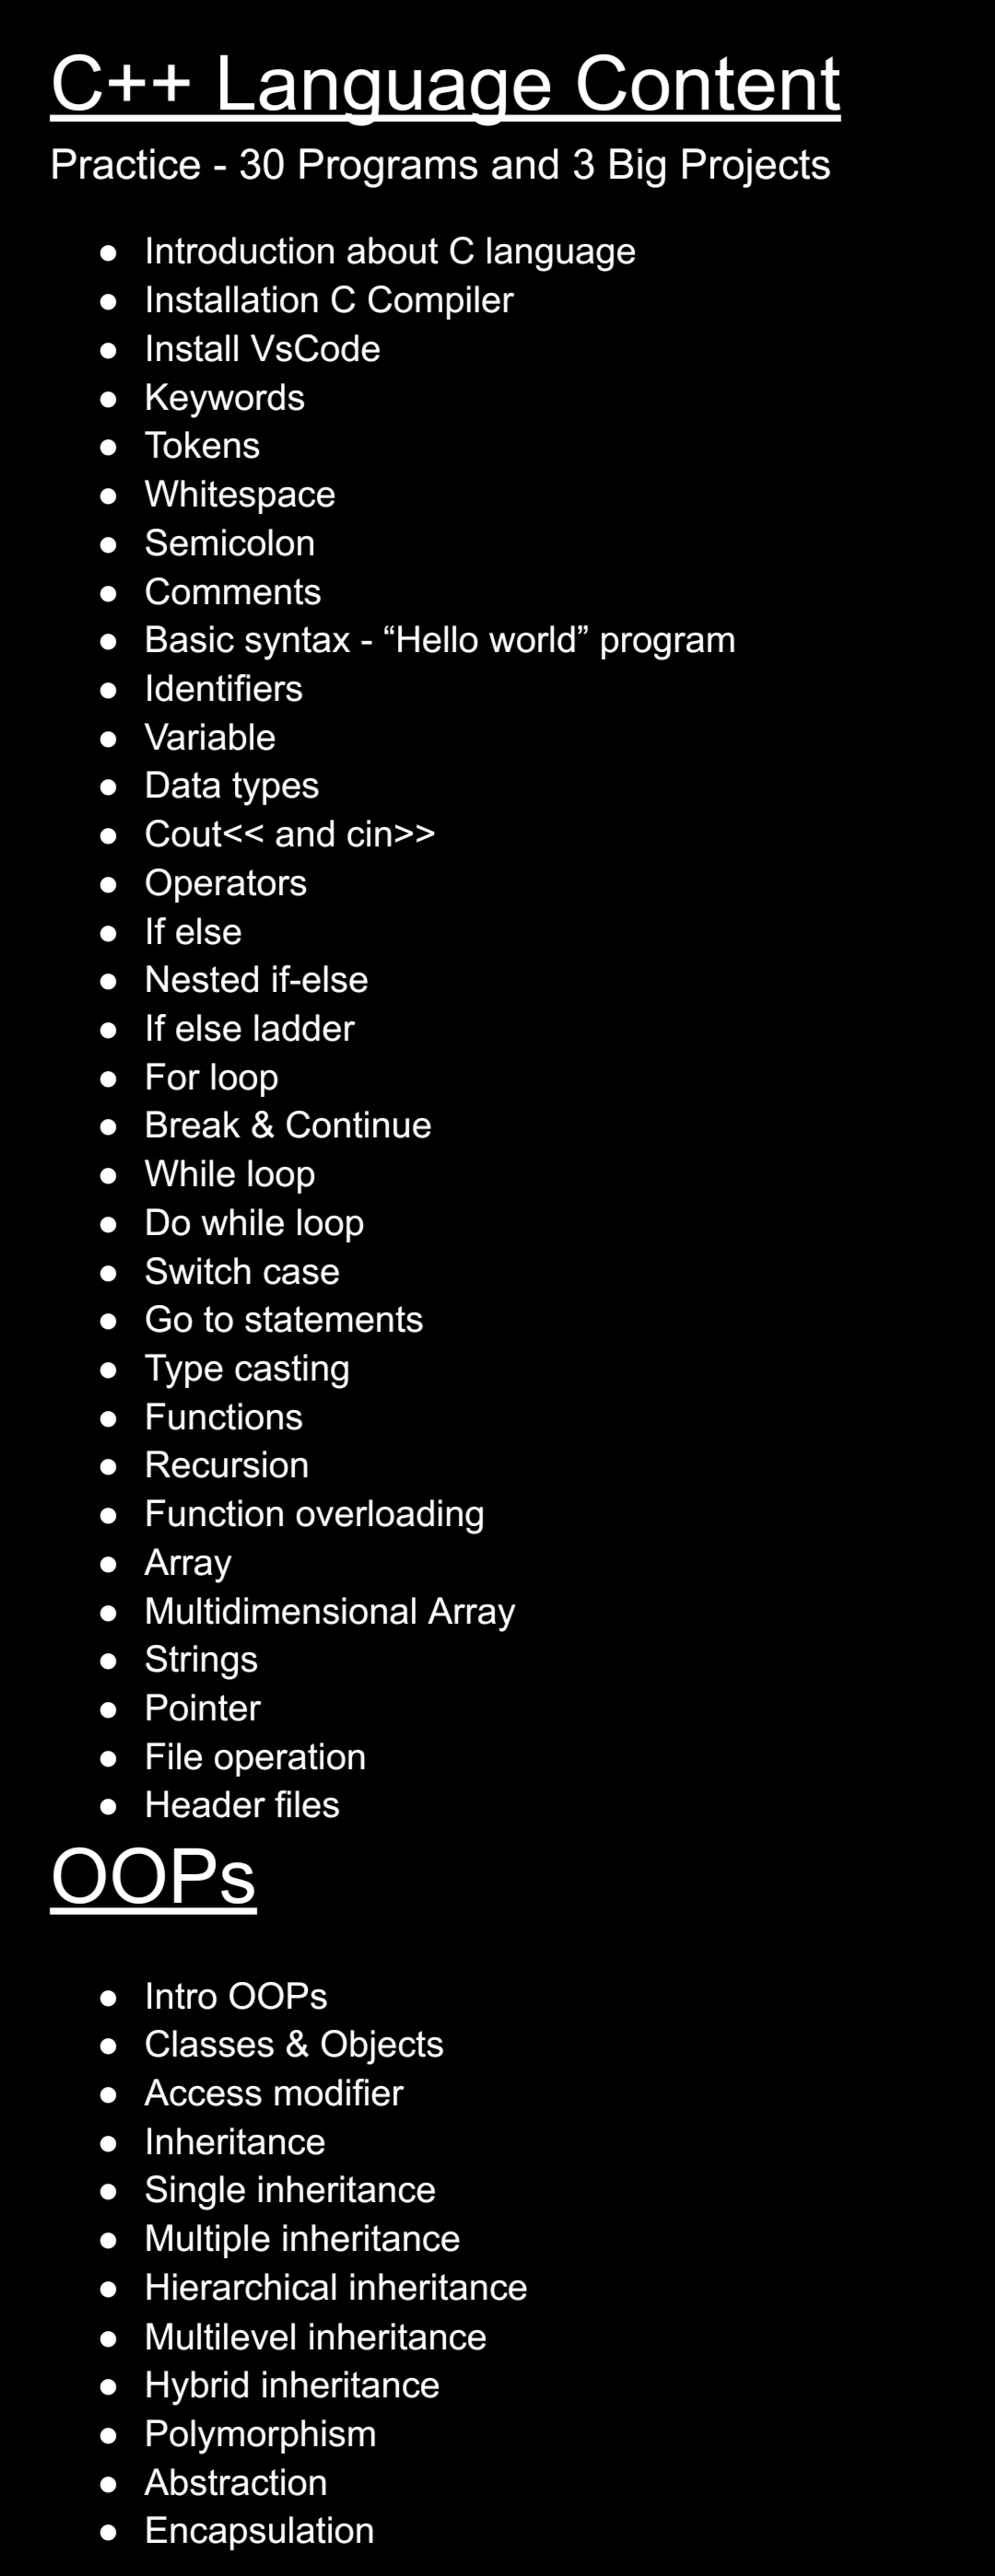 C++ Language Content
Practice - 30 Programs and 3 Big Projects
● Introduction about C language
● Installation C Compiler
● Install VsCode
● Keywords
● Tokens
● Whitespace
● Semicolon
● Comments
● Basic syntax - “Hello world” program
● Identifiers
● Variable
● Data types
● Cout<< and cin>>
● Operators
● If else
● Nested if-else
● If else ladder
● For loop
● Break & Continue
● While loop
● Do while loop
● Switch case
● Go to statements
● Type casting
● Functions
● Recursion
● Function overloading
● Array
● Multidimensional Array
● Strings
● Pointer
● File operation
● Header files
OOPs
● Intro OOPs
● Classes & Objects
● Access modifier
● Inheritance
● Single inheritance
● Multiple inheritance
● Hierarchical inheritance
● Multilevel inheritance
● Hybrid inheritance
● Polymorphism
● Abstraction
● Encapsulation